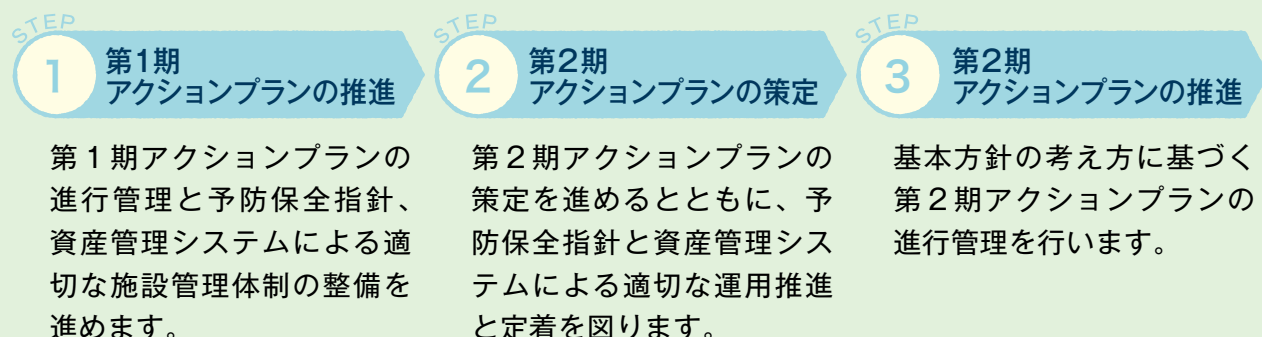 STEP
1
第1期
アクションプランの推進
第１期アクションプランの
進行管理と予防保全指針、
資産管理システムによる適
切な施設管理体制の整備を
進めます。
STEP
2
第2期
アクションプランの策定
第２期アクションプランの
策定を進めるとともに、予
防保全指針と資産管理シス
テムによる適切な運用推進
と定着を図ります。
STEP
3
第2期
アクションプランの推進
基本方針の考え方に基づく
第２期アクションプランの
進行管理を行います。